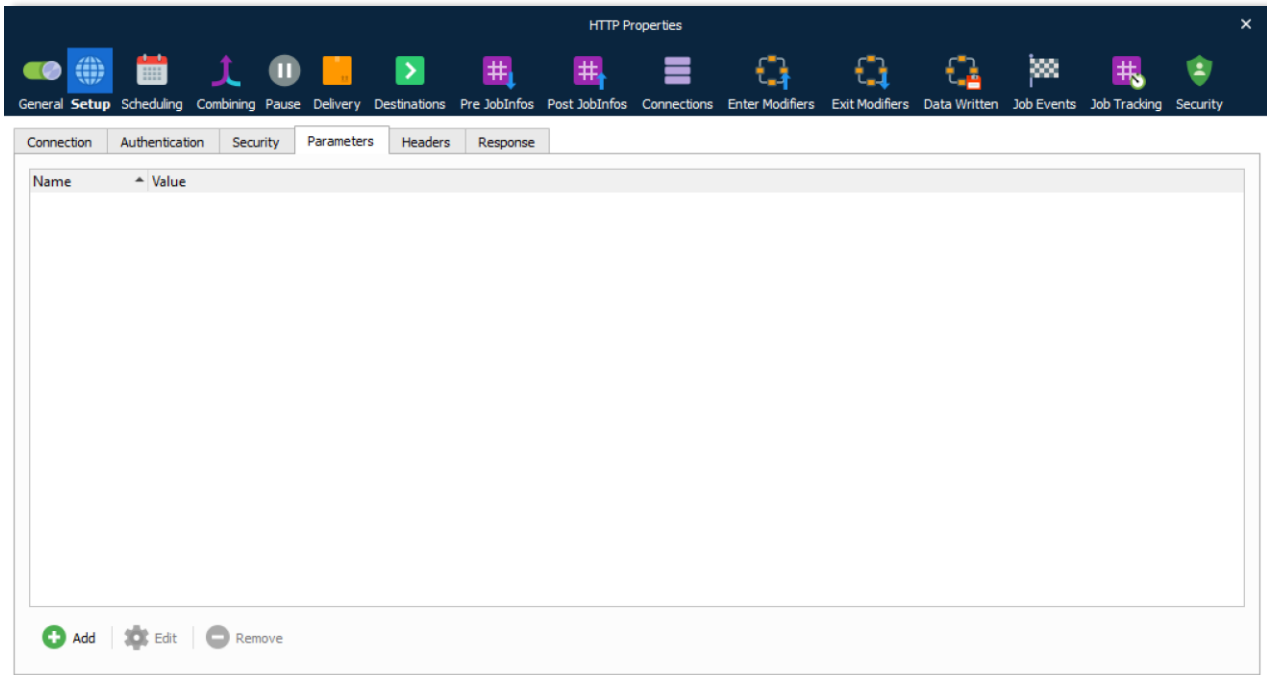 HTTP Properties
General Setup Scheduling Combining Pause Delivery Destinations Pre JobInfos Post JobInfos Connections Enter Modifiers Exit Modifiers Data Written Job Events Job Tracking Security
Connection Authentication Security Parameters Headers Response
Name Value
Add Edit Remove